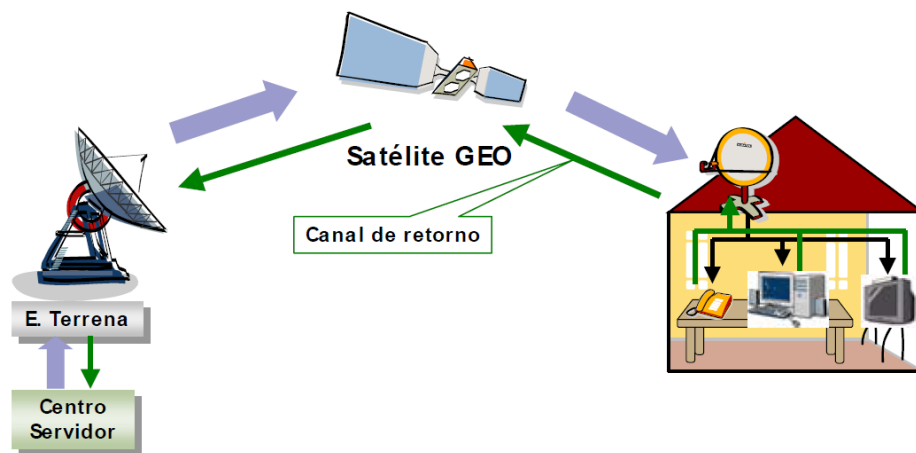 Satélite GEO
Canal de retorno
E. Terrena
Centro
Servidor